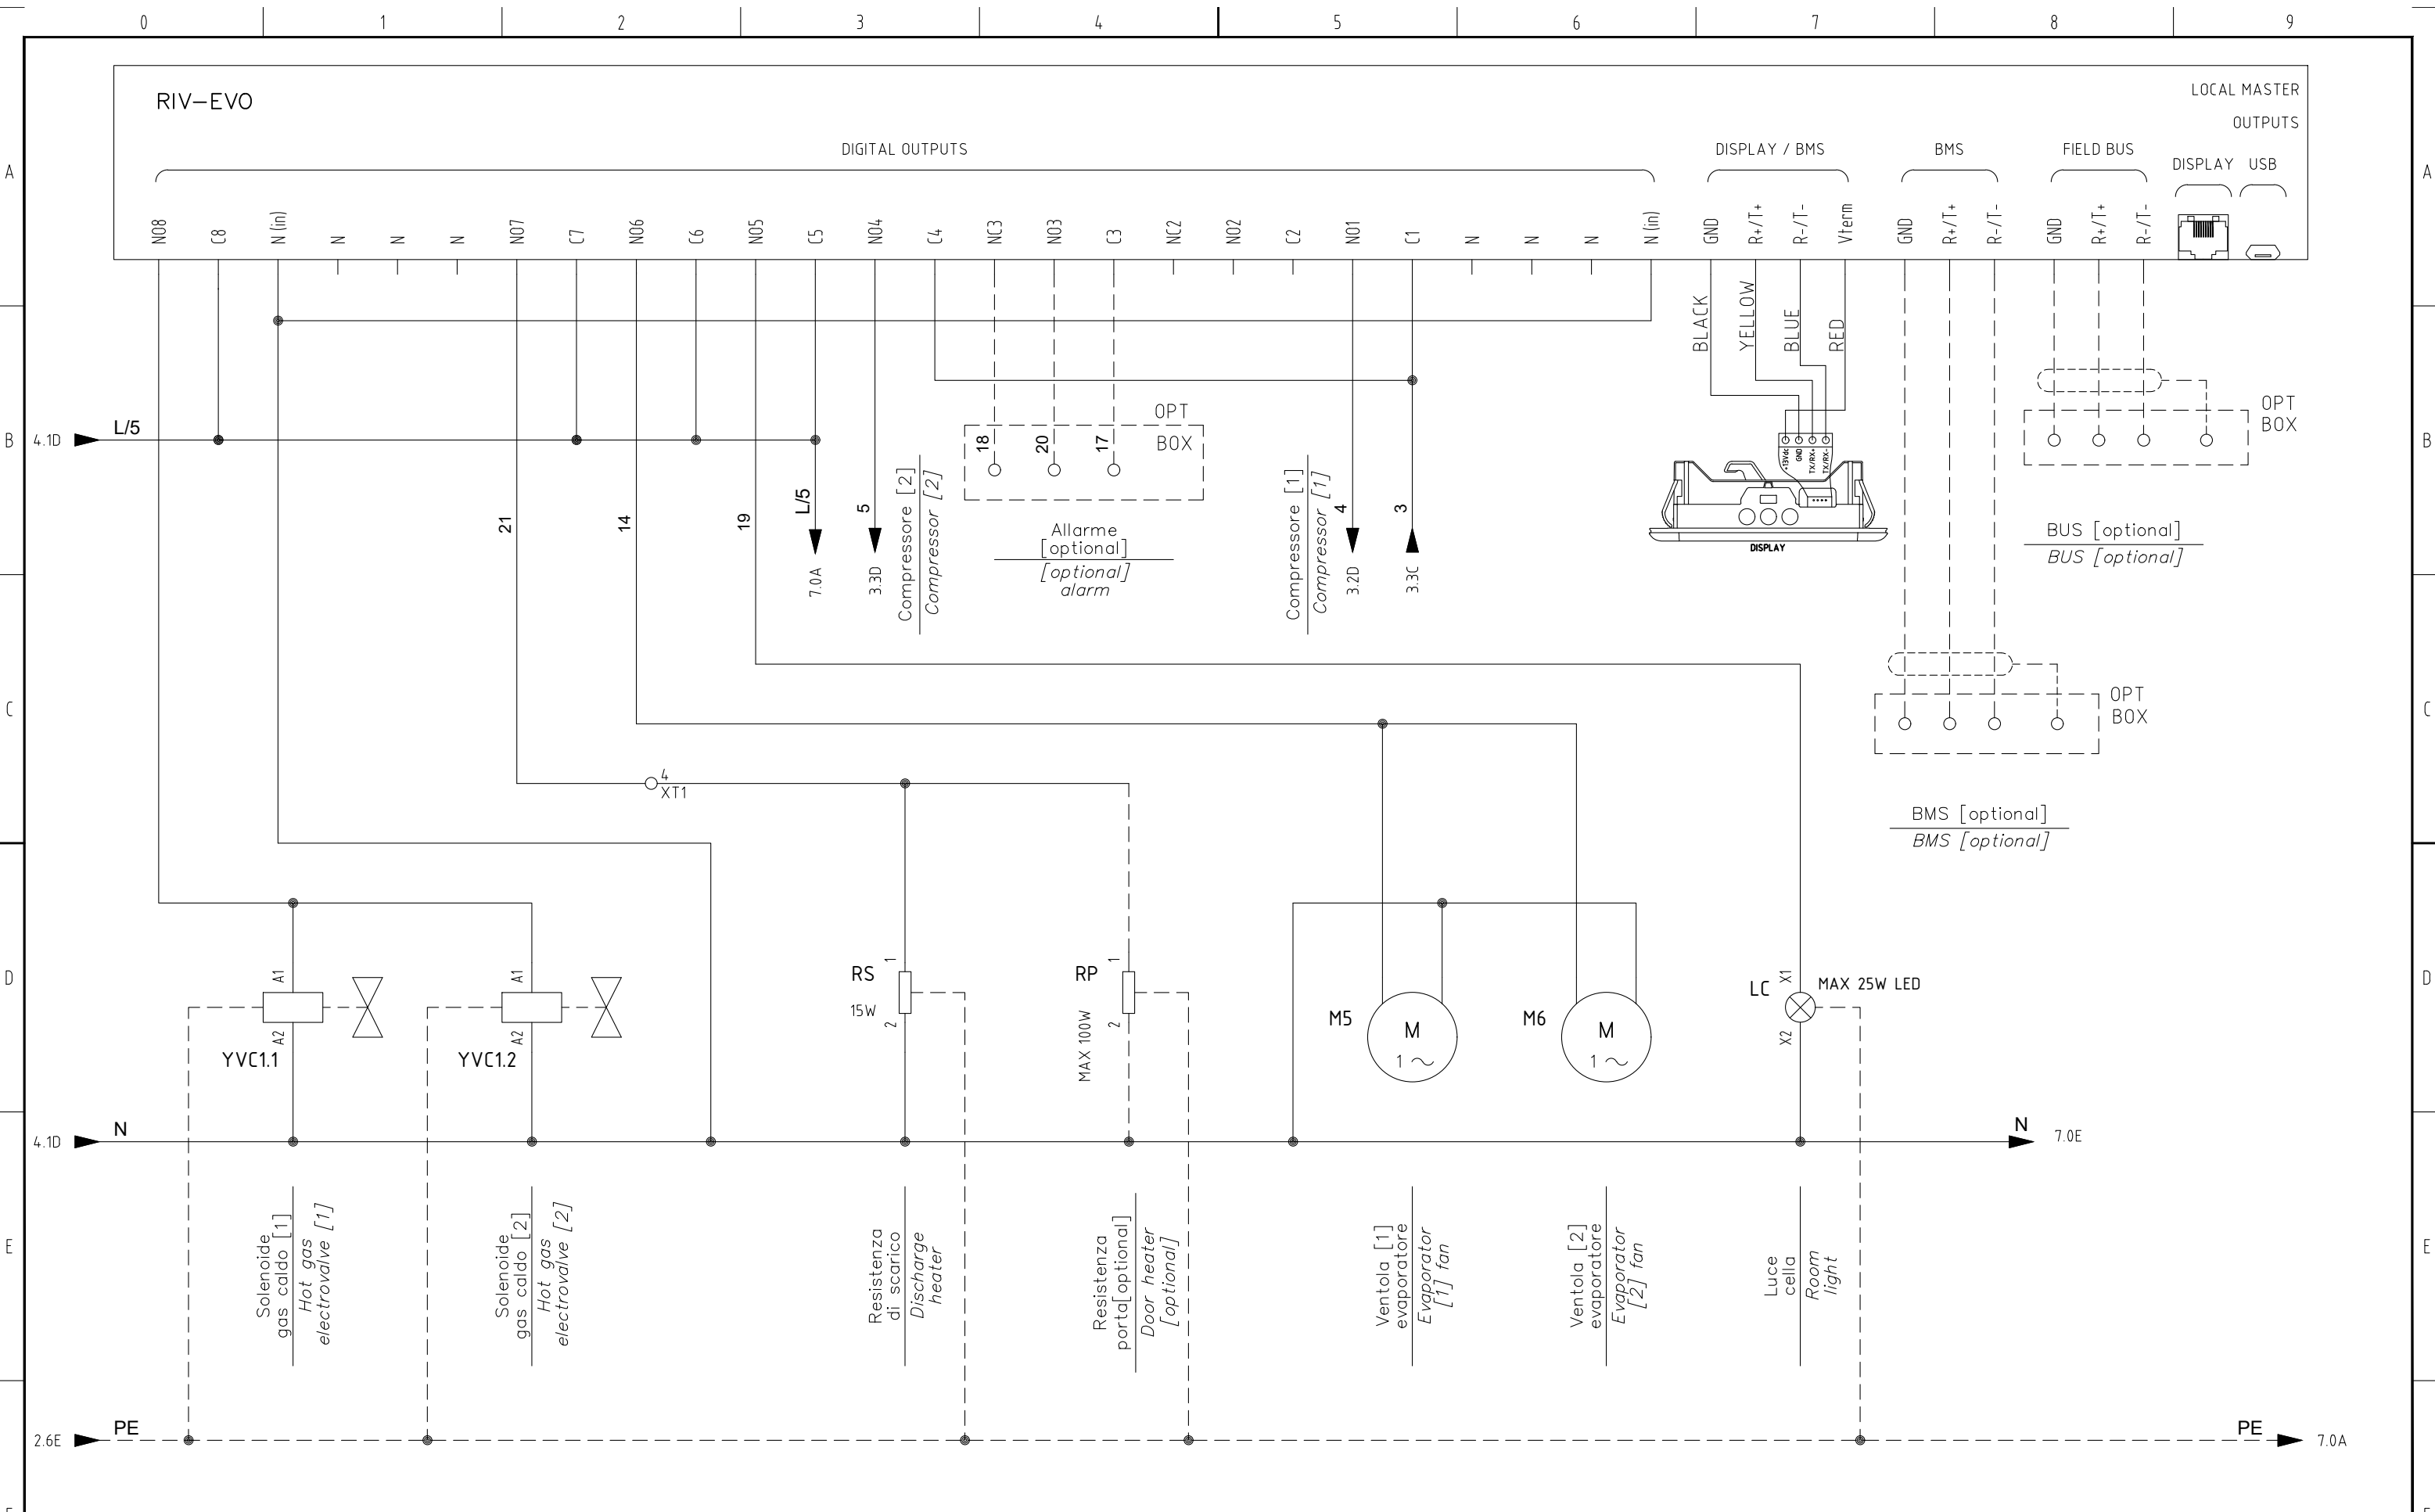 0 1 2 3 4 5 6 7 8 9
RIV-EVO
LOCAL MASTER
OUTPUTS
DIGITAL OUTPUTS
DISPLAY / BMS
BMS
FIELD BUS
DISPLAY
USB
A
A
NO8 C8 N (in) N N N NO7 C7 NO6 C6 NO5 C5 NO4 C4 NC3 NO3 C3 NC2 NO2 C2 NO1 C1 N N N N (in) GND R+/T+ R-/T- Vterm GND R+/T+ R-/T- GND R+/T+ R-/T-
BLACK
YELLOW
BLUE
RED
B
4.1D
L/5
OPT
BOX
18
20
17
OPT
BOX
B
+13Vdc
GND
TX/RX+
TX/RX-
DISPLAY
21
14
19
L/5
7.0A
5
3.3D
Compressore [2]
Compressor [2]
Allarme
[optional]
[optional]
alarm
Compressore [1]
Compressor [1]
4
3.2D
3
3.3C
BUS [optional]
BUS [optional]
C
OPT
BOX
C
4
XT1
BMS [optional]
BMS [optional]
D
A1
A2
YVC1.1
A1
A2
YVC1.2
RS
15W
1
2
RP
MAX 100W
1
2
M5
M
1
M6
M
1
LC
X1
X2
MAX 25W LED
D
4.1D
N
N
7.0E
E
Solenoide
gas caldo [1]
Hot gas
electrovalve [1]
Solenoide
gas caldo [2]
Hot gas
electrovalve [2]
Resistenza
di scarico
Discharge
heater
Resistenza
porta[optional]
Door heater
[optional]
Ventola [1]
evaporatore
Evaporator
[1] fan
Ventola [2]
evaporatore
Evaporator
[2] fan
Luce
cella
Room
light
E
2.6E
PE
PE
7.0A